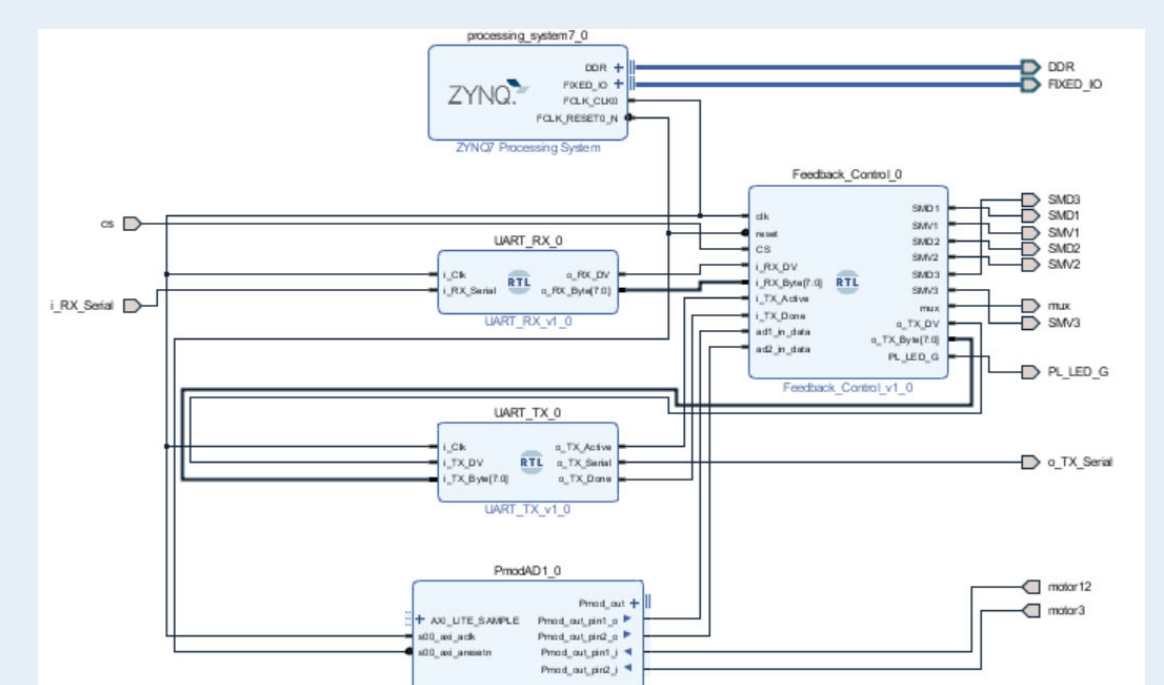 processing_system7_0
DDR
FIXED_IO
FCLK_CLK0
FCLK_RESET0_N
ZYNQ
ZYNQ7 Processing System
DDR
FIXED_IO
cs
i_RX_Serial
UART_RX_0
i_Clk
i_RX_Serial
RTL
o_RX_DV
o_RX_Byte[7:0]
UART_RX_v1_0
Feedback_Control_0
clk
reset
CS
i_RX_DV
i_RX_Byte[7:0]
i_TX_Active
i_TX_Done
ad1_in_data
ad2_in_data
RTL
SMD1
SMV1
SMD2
SMV2
SMD3
SMV3
mux
o_TX_DV
o_TX_Byte[7:0]
PL_LED_G
Feedback_Control_v1_0
SMD3
SMD1
SMV1
SMD2
SMV2
mux
SMV3
PL_LED_G
UART_TX_0
i_Clk
i_TX_DV
i_TX_Byte[7:0]
RTL
o_TX_Active
o_TX_Serial
o_TX_Done
UART_TX_v1_0
o_TX_Serial
PmodAD1_0
AXI_LITE_SAMPLE
s00_axi_aclk
s00_axi_aresetn
Pmod_out
Pmod_out_pin1_o
Pmod_out_pin2_o
Pmod_out_pin1_i
Pmod_out_pin2_i
motor12
motor3